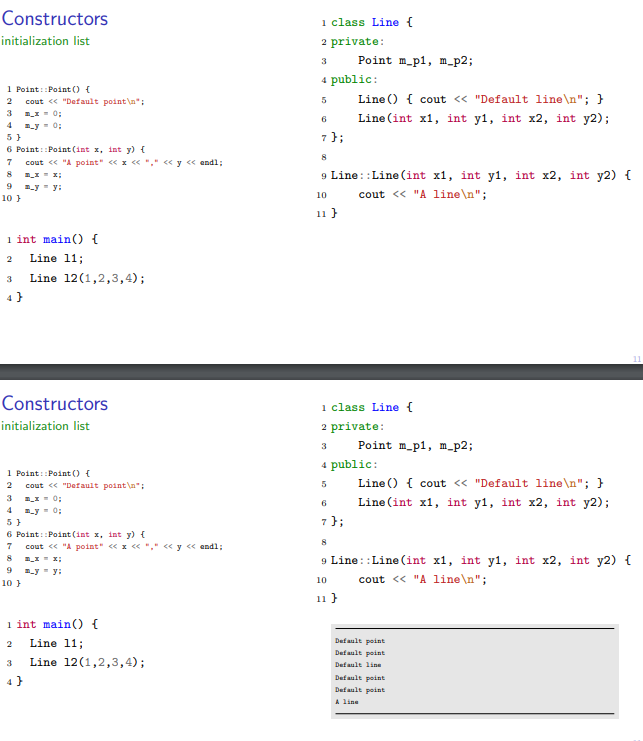 Constructors
initialization list
1 Point::Point() {
2   cout << "Default point\n";
3   m_x = 0;
4   m_y = 0;
5 }
6 Point::Point(int x, int y) {
7   cout << "A point" << x << "," << y << endl;
8   m_x = x;
9   m_y = y;
10 }
1 int main() {
2   Line l1;
3   Line l2(1,2,3,4);
4 }
1 class Line {
2 private:
3     Point m_p1, m_p2;
4 public:
5     Line() { cout << "Default line\n"; }
6     Line(int x1, int y1, int x2, int y2);
7 };
8
9 Line::Line(int x1, int y1, int x2, int y2) {
10     cout << "A line\n";
11 }
11
Constructors
initialization list
1 Point::Point() {
2   cout << "Default point\n";
3   m_x = 0;
4   m_y = 0;
5 }
6 Point::Point(int x, int y) {
7   cout << "A point" << x << "," << y << endl;
8   m_x = x;
9   m_y = y;
10 }
1 int main() {
2   Line l1;
3   Line l2(1,2,3,4);
4 }
1 class Line {
2 private:
3     Point m_p1, m_p2;
4 public:
5     Line() { cout << "Default line\n"; }
6     Line(int x1, int y1, int x2, int y2);
7 };
8
9 Line::Line(int x1, int y1, int x2, int y2) {
10     cout << "A line\n";
11 }
Default point
Default point
Default line
Default point
Default point
A line